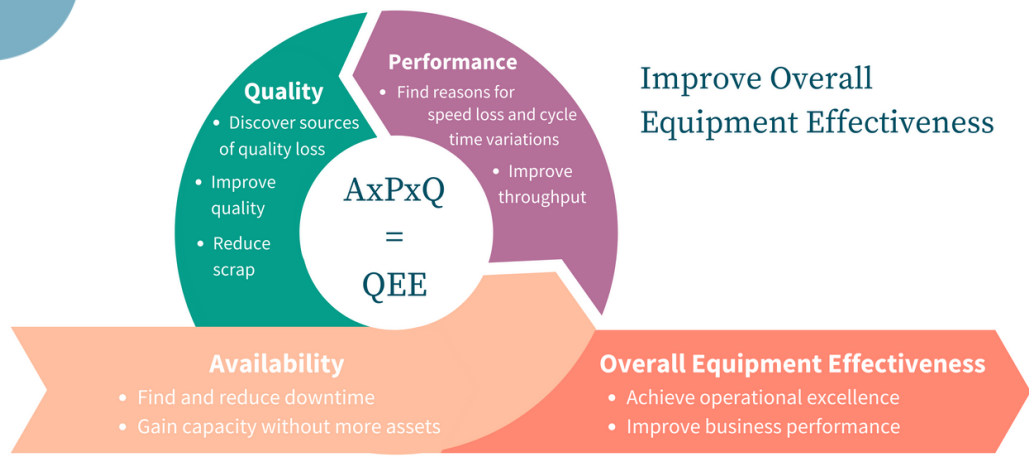 Improve Overall
Equipment Effectiveness
Quality
• Discover sources
of quality loss
• Improve
quality
• Reduce
scrap
Performance
• Find reasons for
speed loss and cycle
time variations
• Improve
throughput
AxPxQ
=
QEE
Availability
• Find and reduce downtime
• Gain capacity without more assets
Overall Equipment Effectiveness
• Achieve operational excellence
• Improve business performance